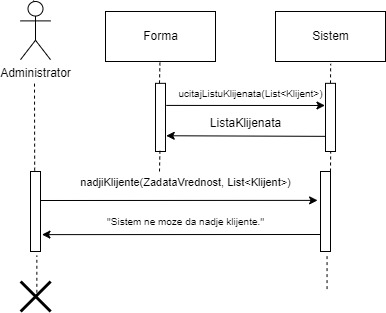 Forma
Sistem
Administrator
ucitajListuKlijenata(List<Klijent>)
ListaKlijenata
nadjiKlijente(ZadataVrednost, List<Klijent>)
"Sistem ne moze da nadje klijente."